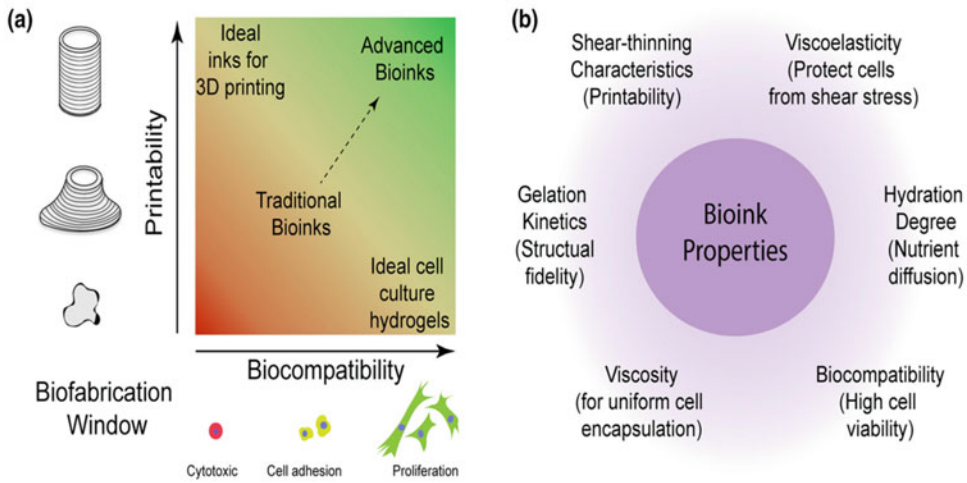 (a)
Printability
Ideal
inks for
3D printing
Advanced
Bioinks
Traditional
Bioinks
Ideal cell
culture
hydrogels
Biocompatibility
Biofabrication
Window
Cytotoxic
Cell adhesion
Proliferation
(b)
Shear-thinning
Characteristics
(Printability)
Viscoelasticity
(Protect cells
from shear stress)
Gelation
Kinetics
(Structual
fidelity)
Bioink
Properties
Hydration
Degree
(Nutrient
diffusion)
Viscosity
(for uniform cell
encapsulation)
Biocompatibility
(High cell
viability)